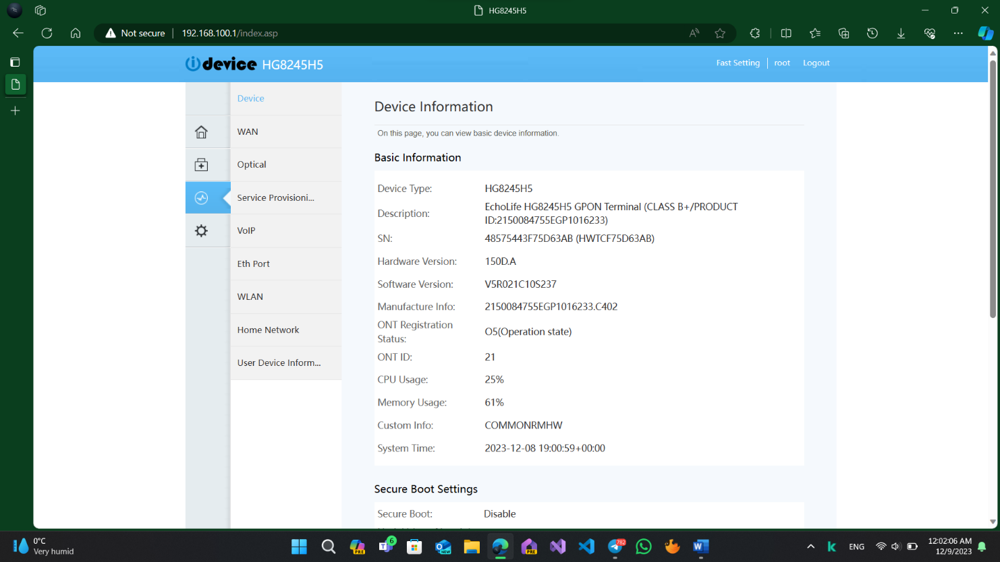 HG8245H5
Not secure
192.168.100.1/index.asp
device HG8245H5
Fast Setting
root
Logout
Device
WAN
Optical
Service Provisioni...
VoIP
Eth Port
WLAN
Home Network
User Device Inform...
Device Information
On this page, you can view basic device information.
Basic Information
Device Type: HG8245H5
Description: EchoLife HG8245H5 GPON Terminal (CLASS B+/PRODUCT
ID:2150084755EGP1016233)
SN: 48575443F75D63AB (HWTCF75D63AB)
Hardware Version: 150D.A
Software Version: V5R021C10S237
Manufacture Info: 2150084755EGP1016233.C402
ONT Registration
Status: O5(Operation state)
ONT ID: 21
CPU Usage: 25%
Memory Usage: 61%
Custom Info: COMMONRMHW
System Time: 2023-12-08 19:00:59+00:00
Secure Boot Settings
Secure Boot: Disable
0°C
Very humid
PRE
6
NEW
PRE
782
ENG
12:02:06 AM
12/9/2023